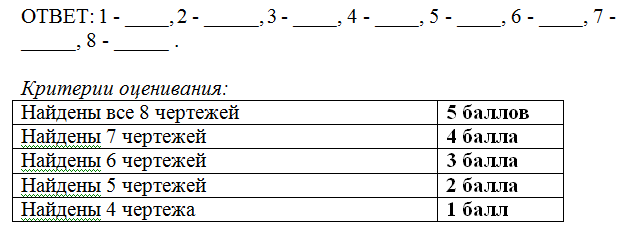 ОТВЕТ: 1 - ____, 2 - _____, 3 - ____, 4 - ____, 5 - ____, 6 - ____, 7 -
_____, 8 - _____ .
Критерии оценивания:
Найдены все 8 чертежей 5 баллов
Найдены 7 чертежей 4 балла
Найдены 6 чертежей 3 балла
Найдены 5 чертежей 2 балла
Найдены 4 чертежа 1 балл